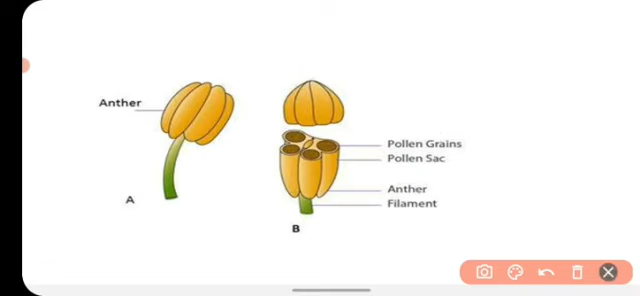 Anther
A
Pollen Grains
Pollen Sac
Anther
Filament
B